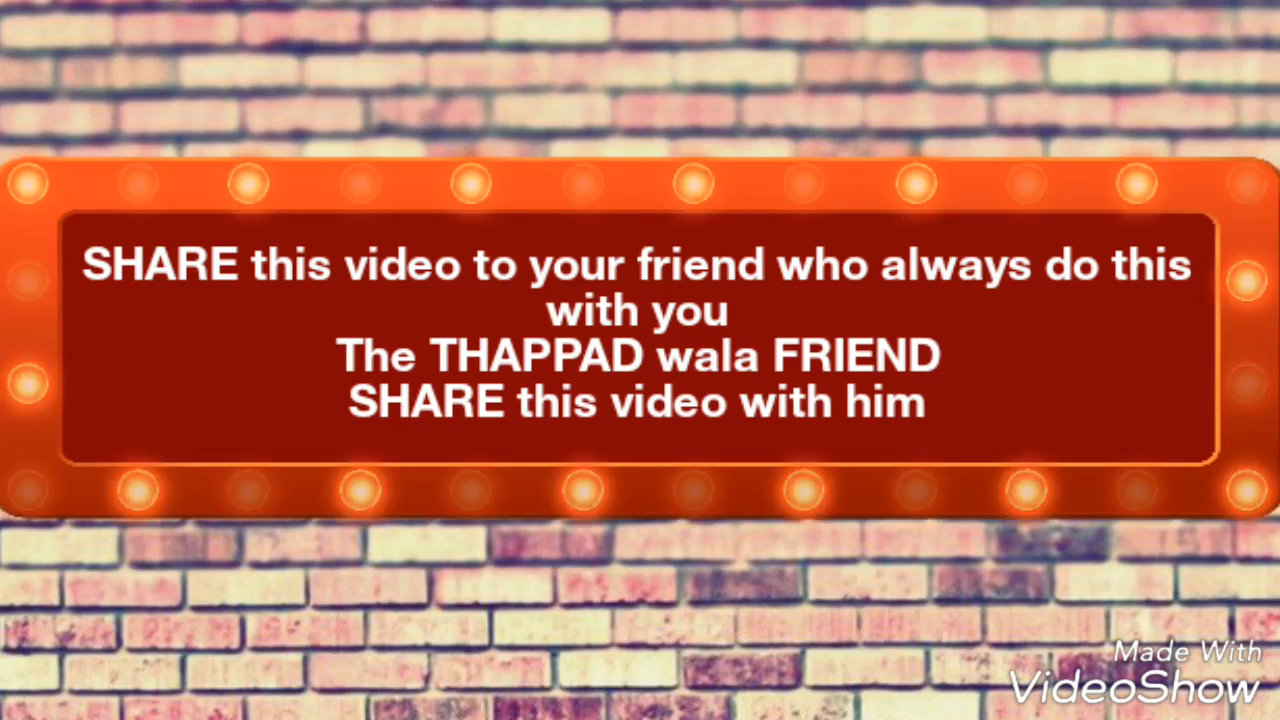 SHARE this video to your friend who always do this
with you
The THAPPAD wala FRIEND
SHARE this video with him
Made With
VideoShow